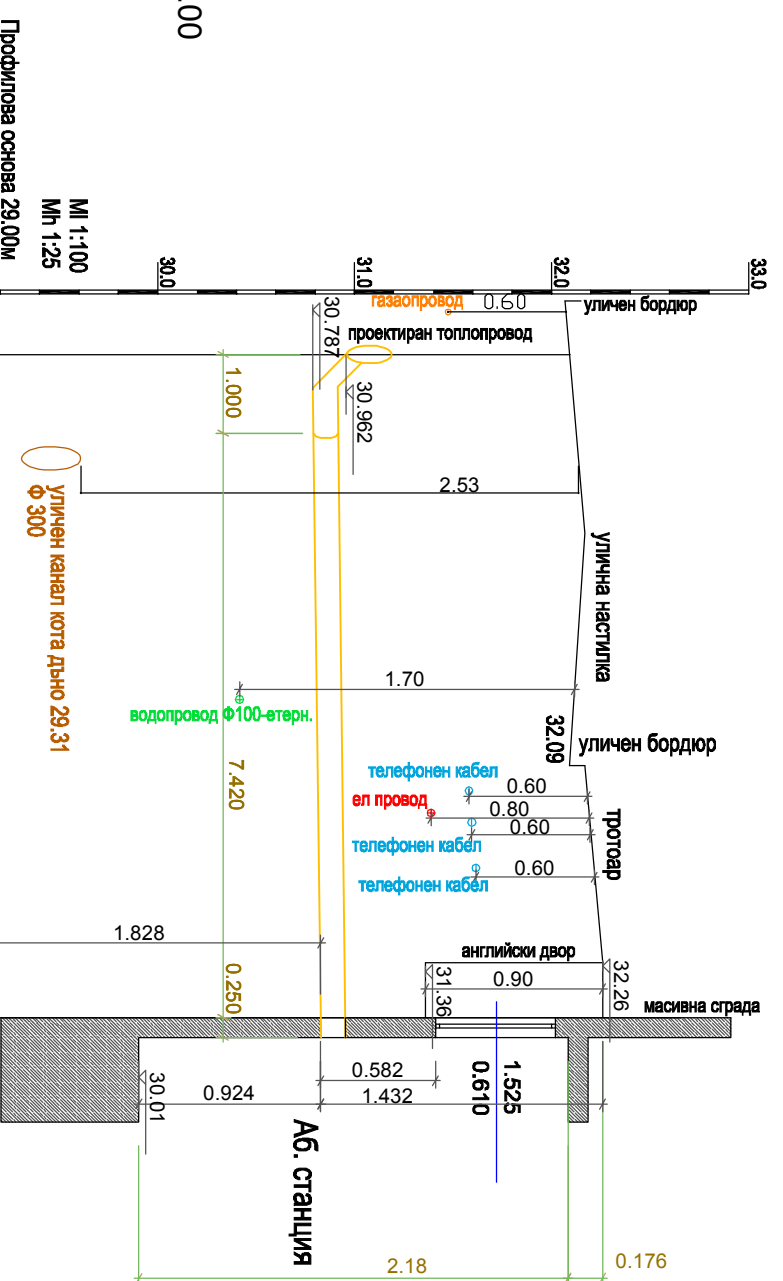 .00
Профилова основа 29.00м
Ml 1:100
Mh 1:25
30.0
31.0
32.0
33.0
газаопровод
0.60
уличен бордюр
30.787
проектиран топлопровод
30.962
1.000
2.53
уличен канал кота дъно 29.31
Ф 300
улична настилка
1.70
водопровод Ф100-етерн.
32.09
уличен бордюр
7.420
телефонен кабел
0.60
ел провод
0.80
0.60
телефонен кабел
тротоар
0.60
телефонен кабел
1.828
английски двор
0.90
32.26
31.36
0.250
масивна сграда
30.01
0.924
0.582
1.432
1.525
0.610
Аб. станция
2.18
0.176